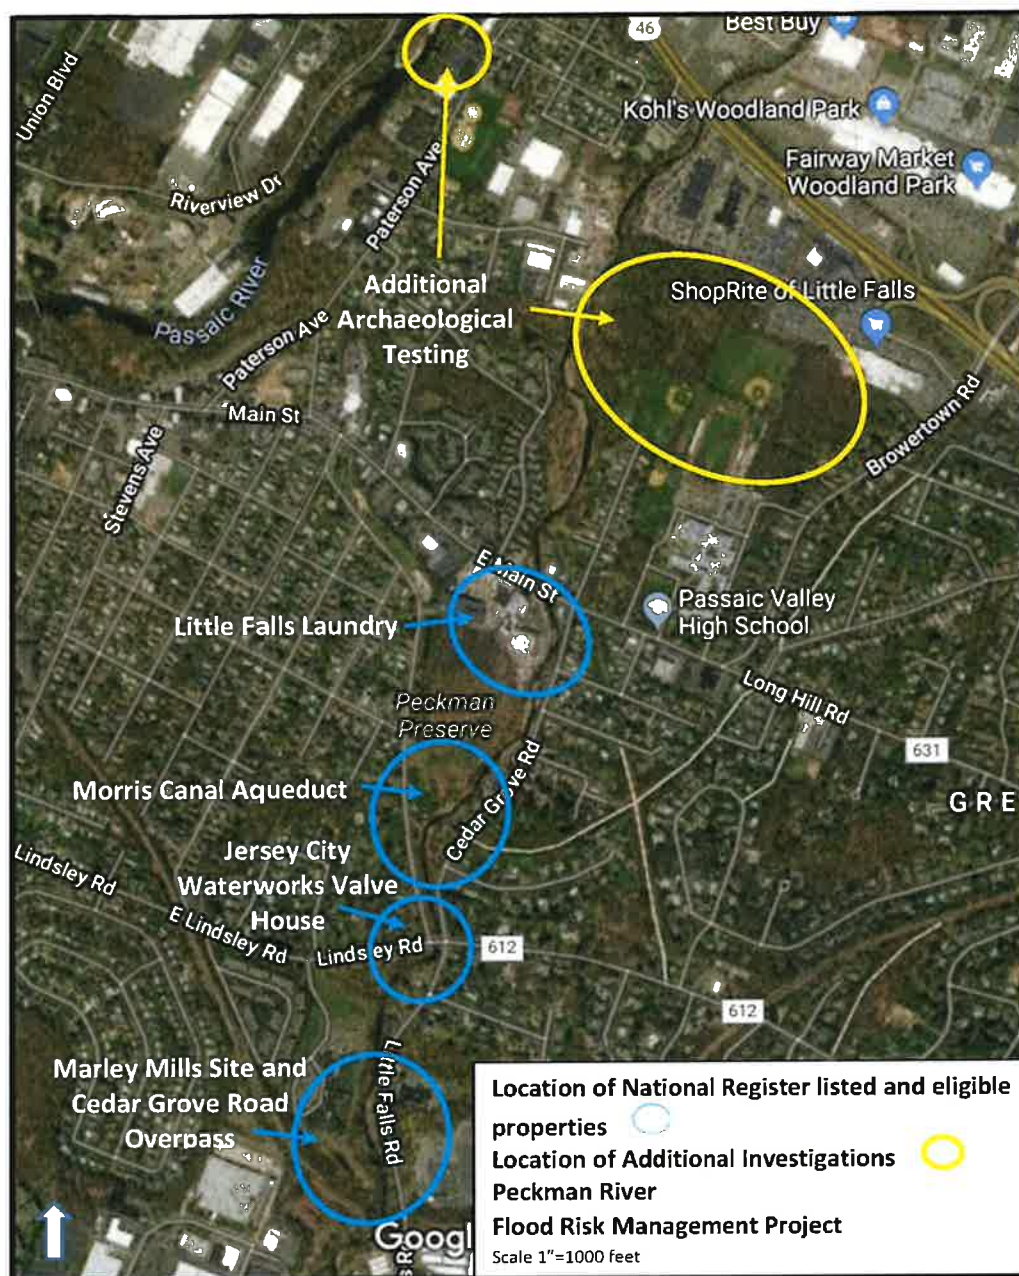 Best Buy
46
Union Blvd
Kohl's Woodland Park
Fairway Market
Woodland Park
Riverview Dr
Paterson Ave
Passaic River
Additional
Archaeological
Testing
ShopRite of Little Falls
Paterson Ave
Main St
Browertown Rd
Stevens Ave
E Main St
Little Falls Laundry
Passaic Valley
High School
Long Hill Rd
Peckman
Preserve
631
Morris Canal Aqueduct
GRE
Cedar Grove Rd
Jersey City
Waterworks Valve
House
Lindsley Rd
E Lindsley Rd
Lindsley Rd
612
612
Marley Mills Site and
Cedar Grove Road
Overpass
Little Falls Rd
Googl
s R
Location of National Register listed and eligible
properties
Location of Additional Investigations
Peckman River
Flood Risk Management Project
Scale 1"=1000 feet